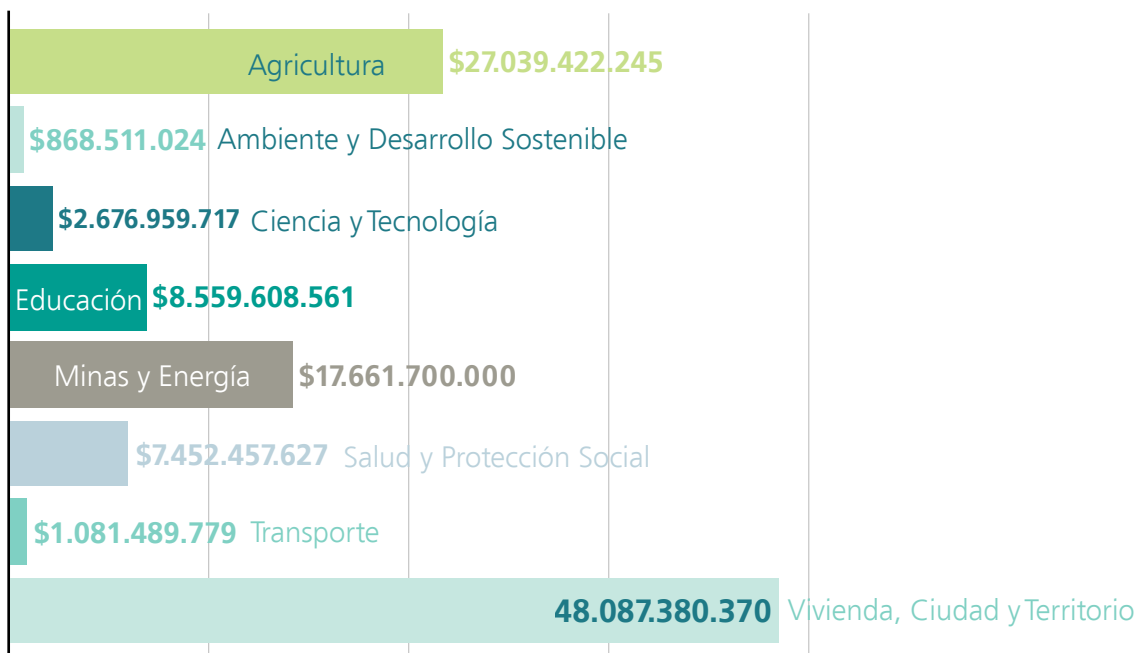 Agricultura $27.039.422.245
$868.511.024 Ambiente y Desarrollo Sostenible
$2.676.959.717 Ciencia y Tecnología
Educación $8.559.608.561
Minas y Energía $17.661.700.000
$7.452.457.627 Salud y Protección Social
$1.081.489.779 Transporte
48.087.380.370 Vivienda, Ciudad y Territorio